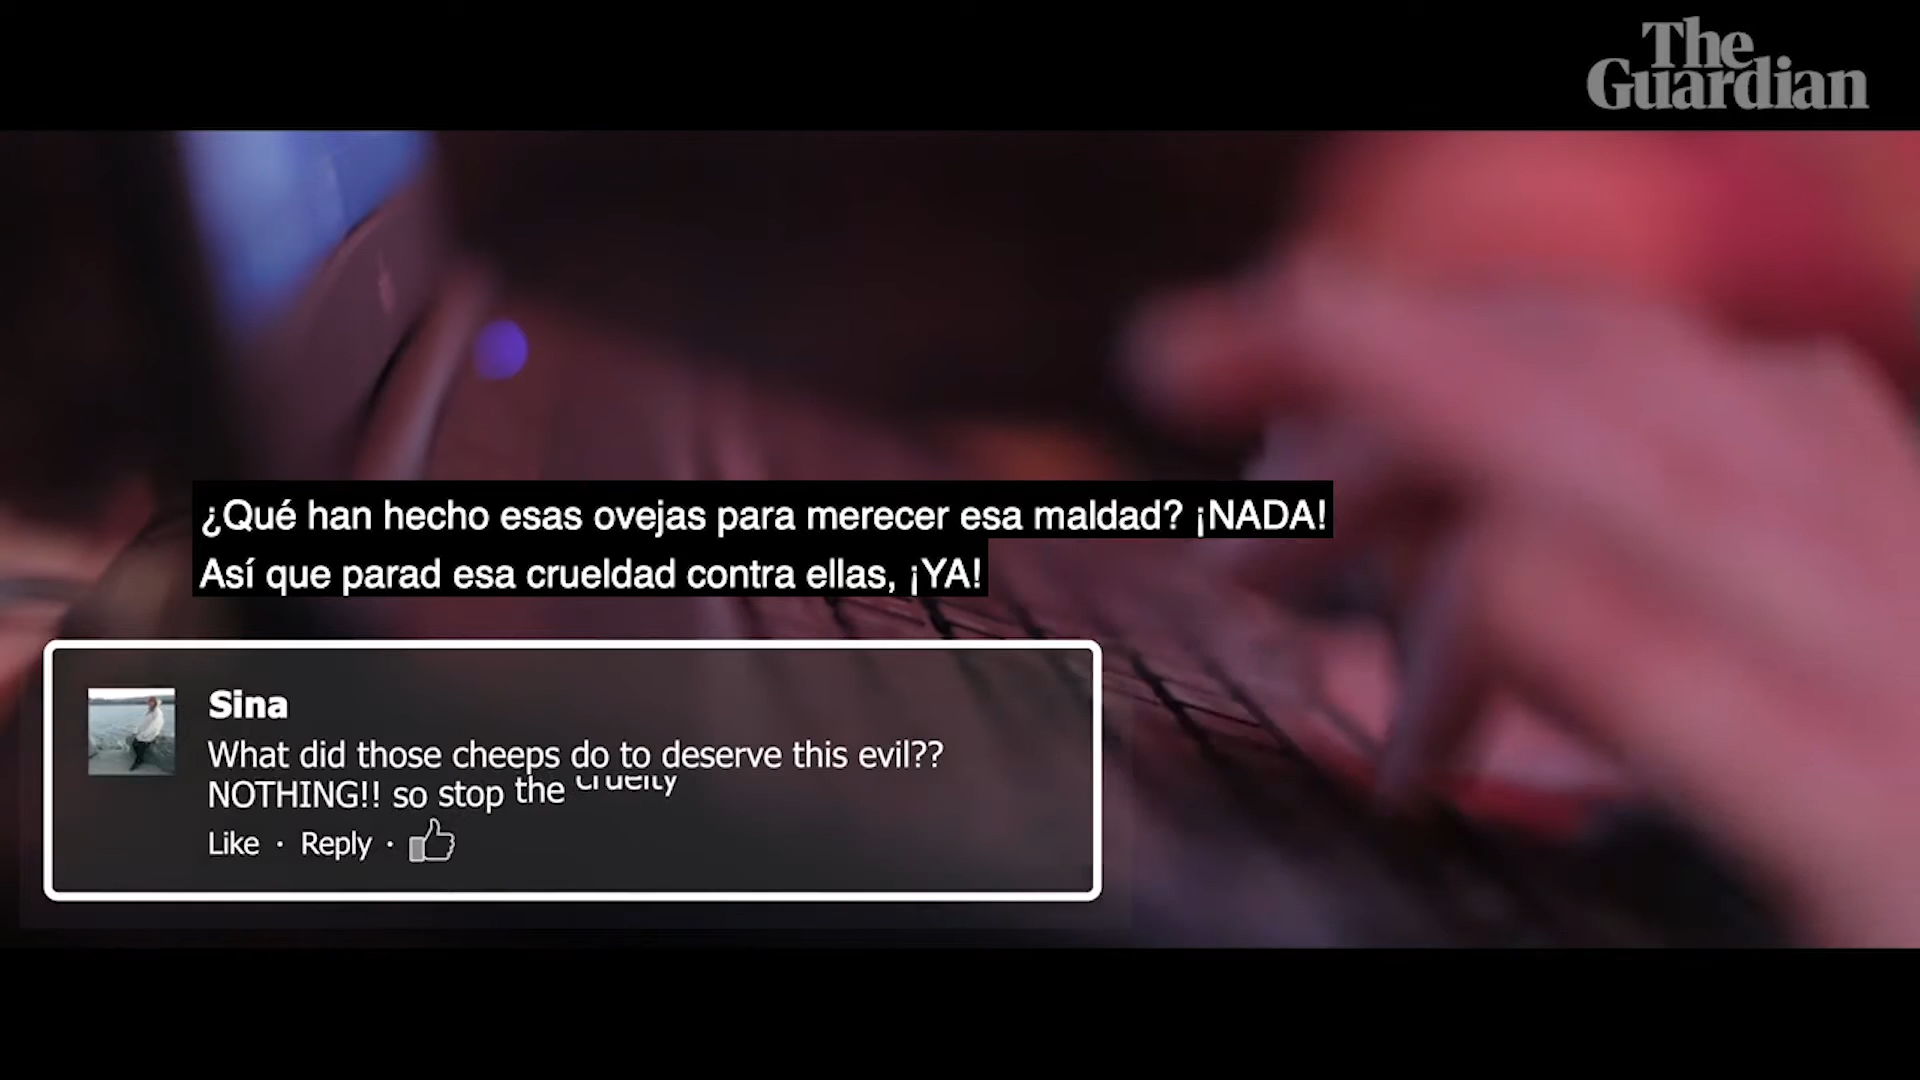 The
Guardian
¿Qué han hecho esas ovejas para merecer esa maldad? ¡NADA!
Así que parad esa crueldad contra ellas, ¡YA!
Sina
What did those cheeps do to deserve this evil??
NOTHING!! so stop the cruelty
Like · Reply ·